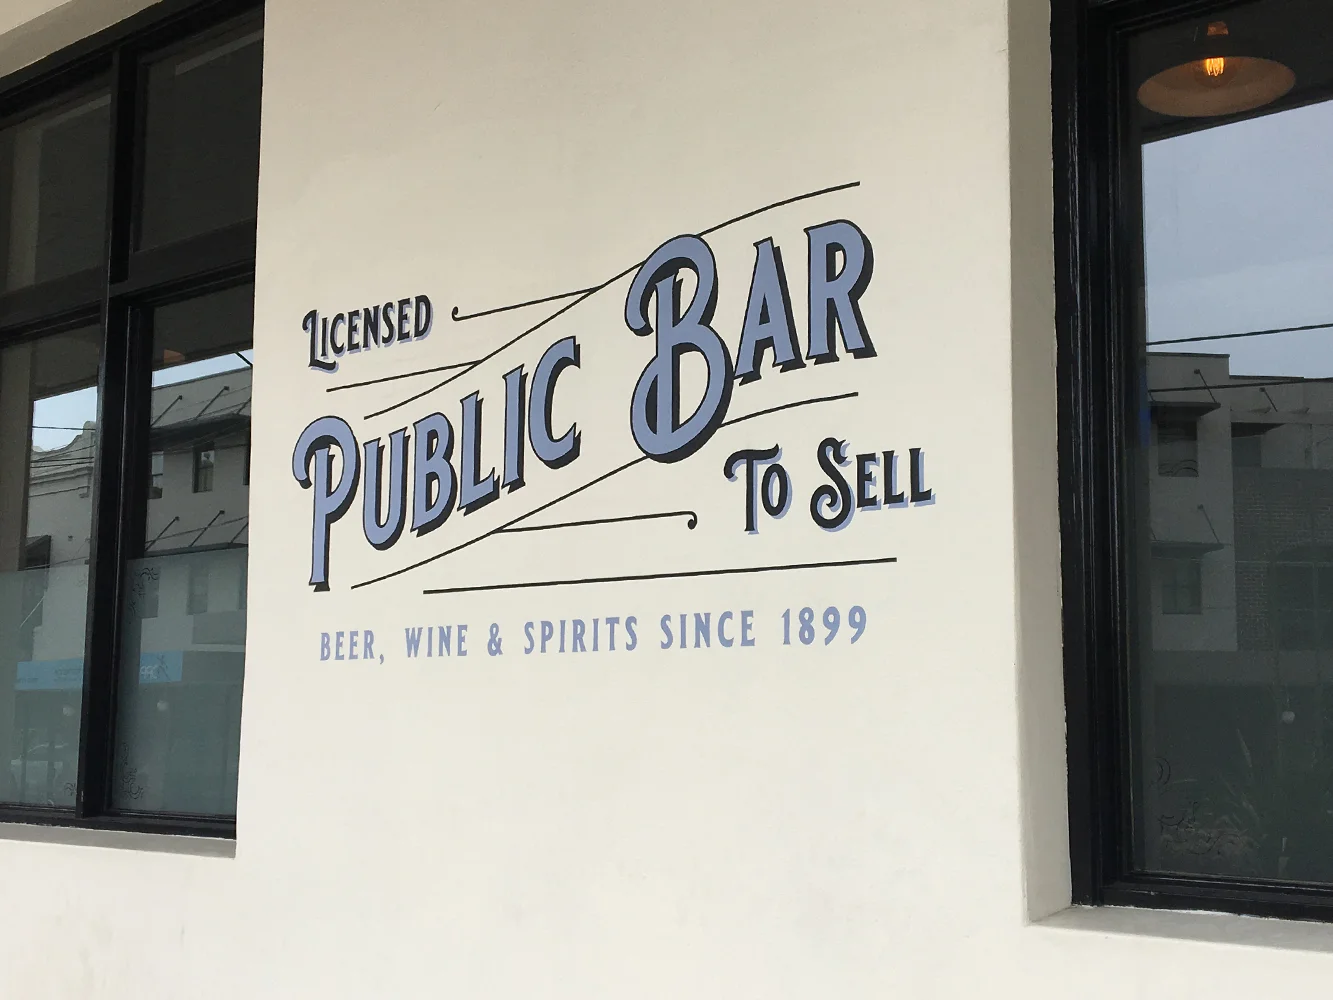 LICENSED
PUBLIC BAR
TO SELL
BEER, WINE & SPIRITS SINCE 1899